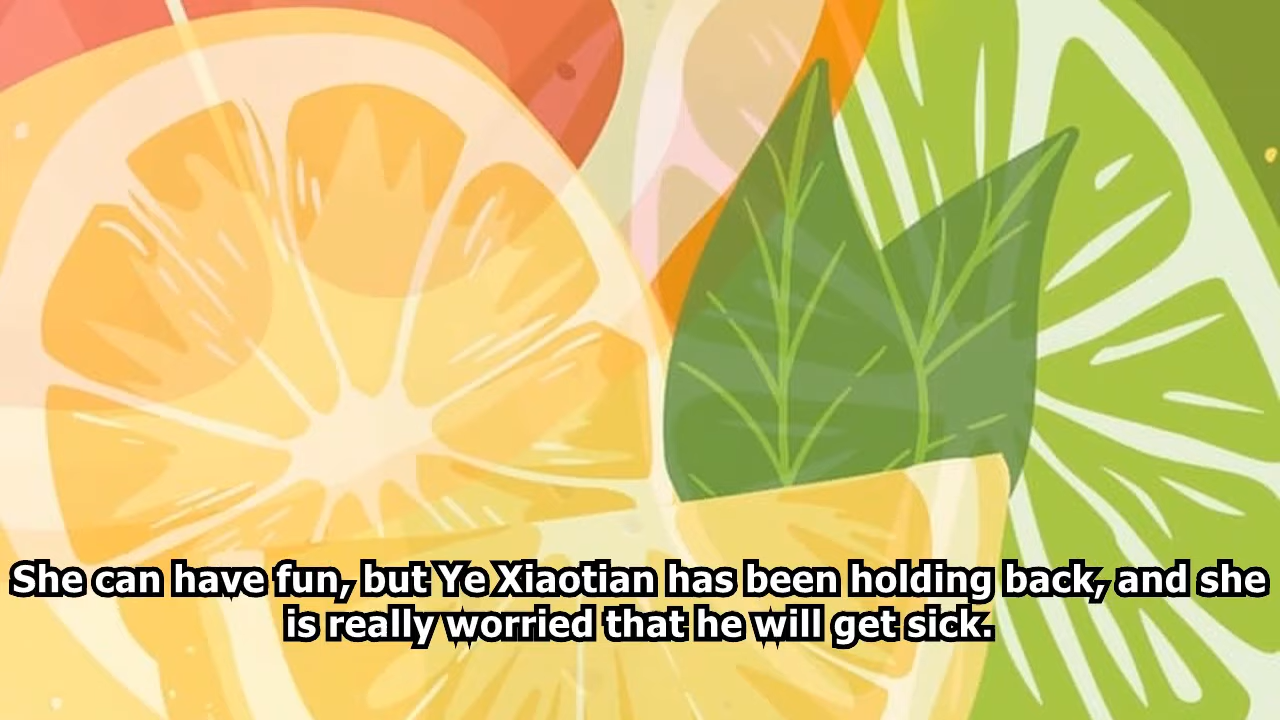 She can have fun, but Ye Xiaotian has been holding back, and she
is really worried that he will get sick.